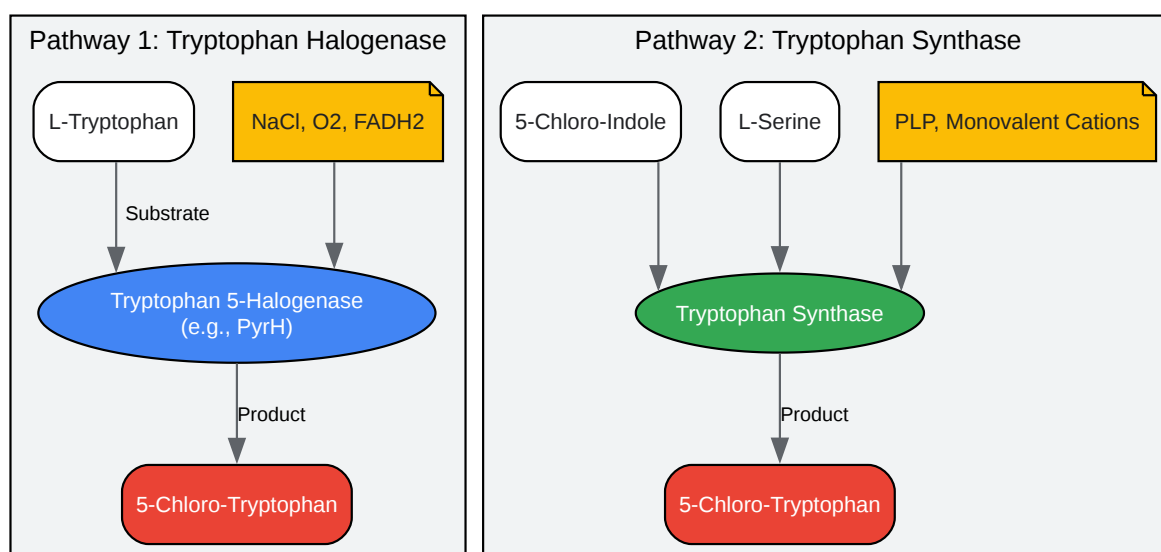 Pathway 1: Tryptophan Halogenase
L-Tryptophan
NaCl, O2, FADH2
Substrate
Tryptophan 5-Halogenase
(e.g., PyrH)
Product
5-Chloro-Tryptophan
Pathway 2: Tryptophan Synthase
5-Chloro-Indole
L-Serine
PLP, Monovalent Cations
Tryptophan Synthase
Product
5-Chloro-Tryptophan